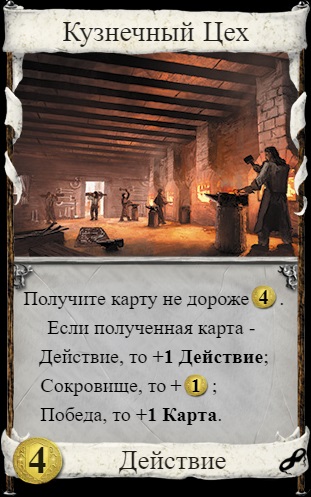 Кузнечный Цех
Получите карту не дороже 4 .
Если полученная карта -
Действие, то +1 Действие;
Сокровище, то + 1 ;
Победа, то +1 Карта.
4 Действие